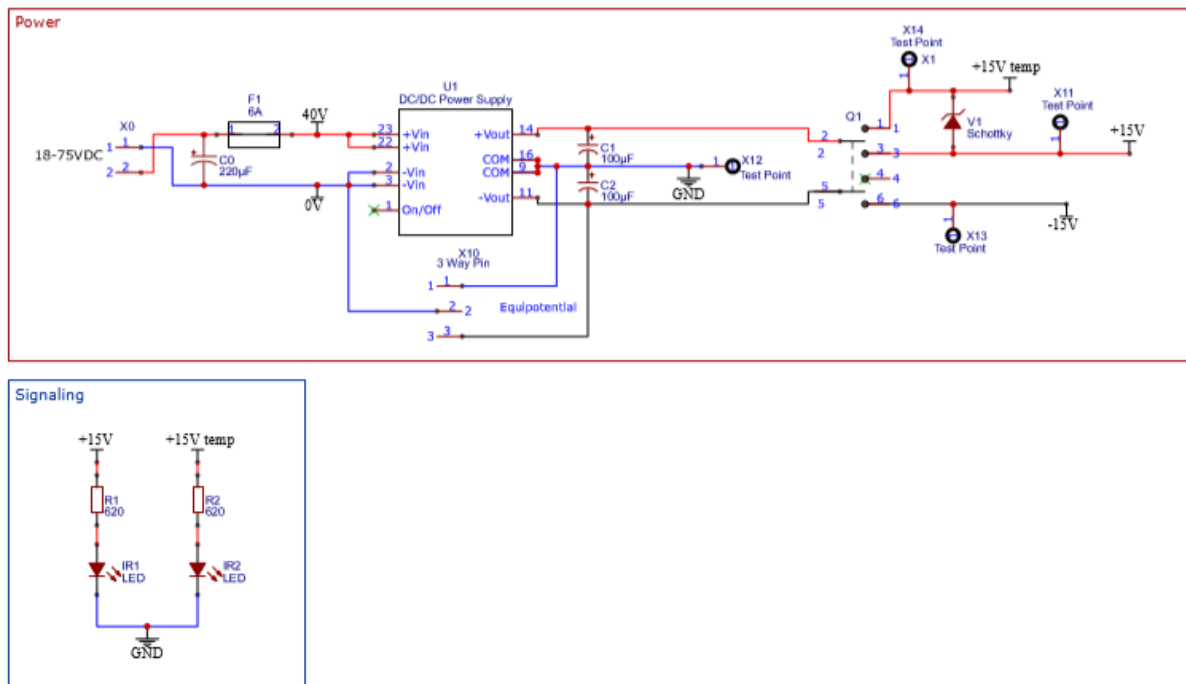 Power
X14
Test Point
1
X1
+15V temp
U1
DC/DC Power Supply
F1
6A
40V
X11
Test Point
1
X0
1
1
2
2
18-75VDC
1
2
C0
220µF
0V
23
+Vin
22
+Vin
2
-Vin
3
-Vin
1
On/Off
+Vout
14
COM
16
COM
9
-Vout
11
C1
100µF
C2
100µF
GND
1
X12
Test Point
Q1
2
2
5
5
1
1
3
3
4
4
6
6
V1
Schottky
+15V
-15V
1
X13
Test Point
X10
3 Way Pin
1
1
2
2
3
3
Equipotential
Signaling
+15V
+15V temp
R1
620
R2
620
IR1
LED
IR2
LED
GND